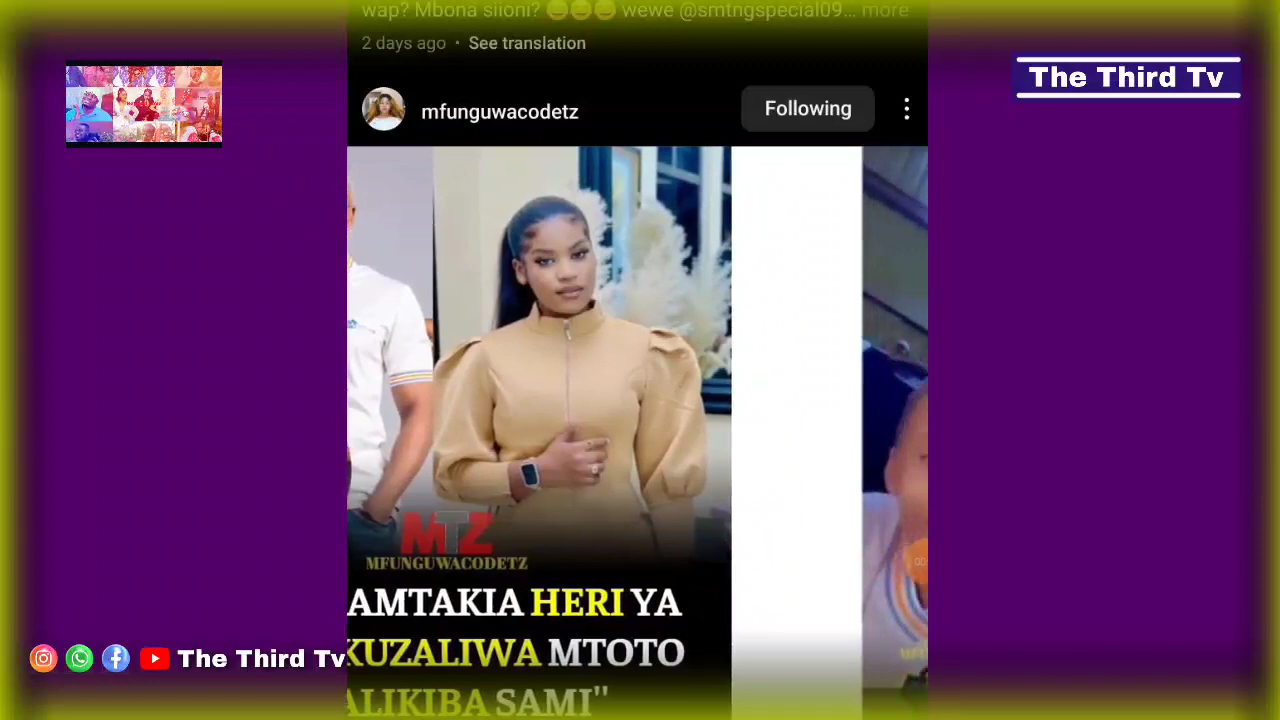 wap? Mbona siioni? 😂😂😂 wewe @smtngspecial09... more
2 days ago • See translation
The Third Tv
mfunguwacodetz
Following
MTZ
MFUNGUWACODETZ
AMTAKIA HERI YA
KUZALIWA MTOTO
ALIKIBA SAMI"
The Third Tv